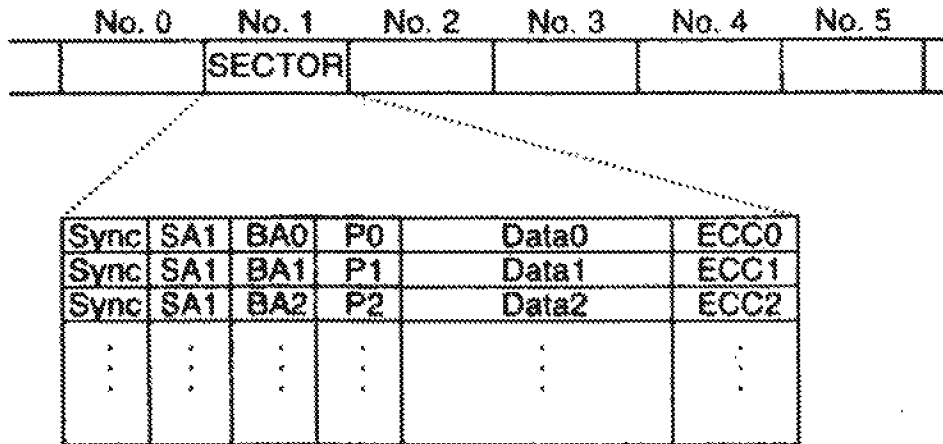 No. 0 No. 1 No. 2 No. 3 No. 4 No. 5
SECTOR
Sync SA1 BA0 P0 Data0 ECC0
Sync SA1 BA1 P1 Data1 ECC1
Sync SA1 BA2 P2 Data2 ECC2